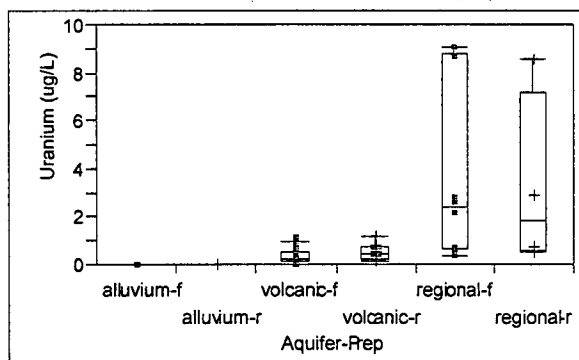 10
8
6
4
2
0
Uranium (ug/L)
alluvium-f
volcanic-f
regional-f
alluvium-r
volcanic-r
regional-r
Aquifer-Prep